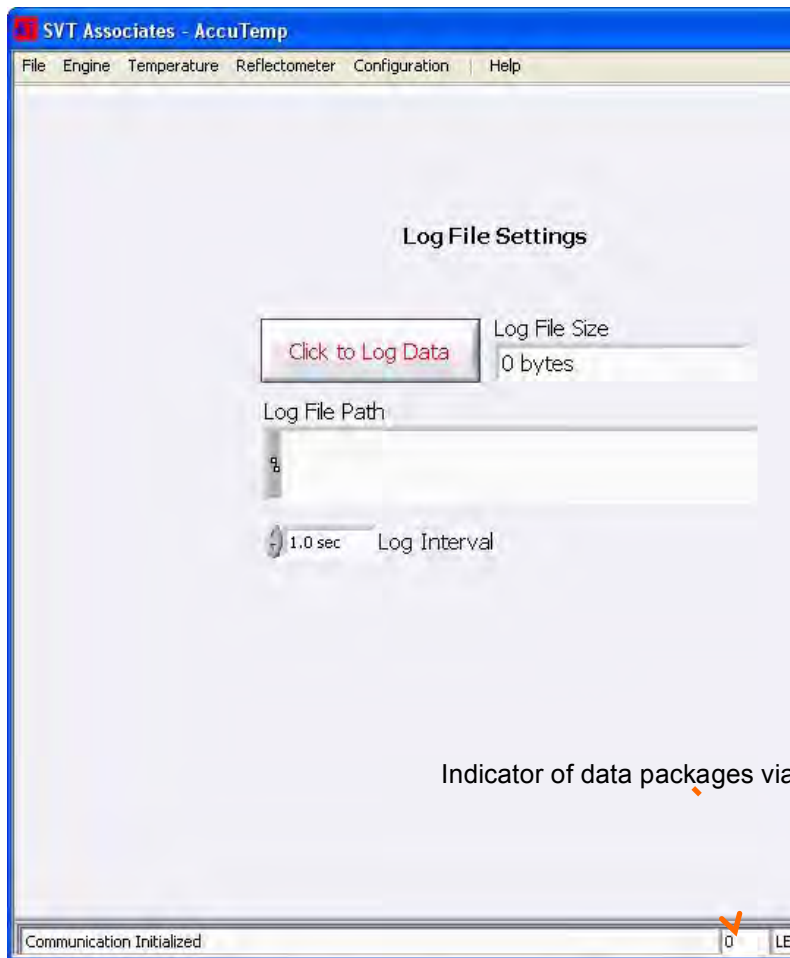 SVT Associates - AccuTemp
File Engine Temperature Reflectometer Configuration Help
Log File Settings
Click to Log Data
Log File Size
0 bytes
Log File Path
1.0 sec Log Interval
Indicator of data packages via
Communication Initialized 0 LE